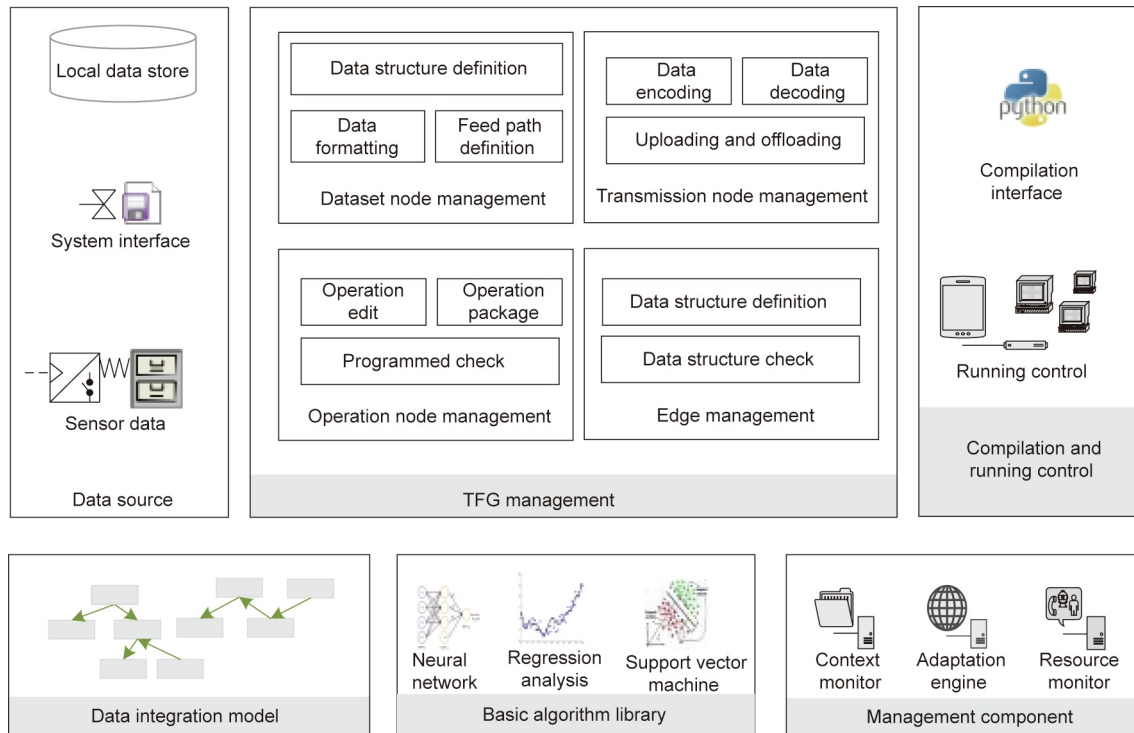 Local data store
System interface
Sensor data
Data source
Data structure definition
Data
formatting
Feed path
definition
Dataset node management
Data
encoding
Data
decoding
Uploading and offloading
Transmission node management
Operation
edit
Operation
package
Programmed check
Operation node management
Data structure definition
Data structure check
Edge management
TFG management
python
Compilation
interface
Running control
Compilation and
running control
Data integration model
Neural
network
Regression
analysis
Support vector
machine
Basic algorithm library
Context
monitor
Adaptation
engine
Resource
monitor
Management component